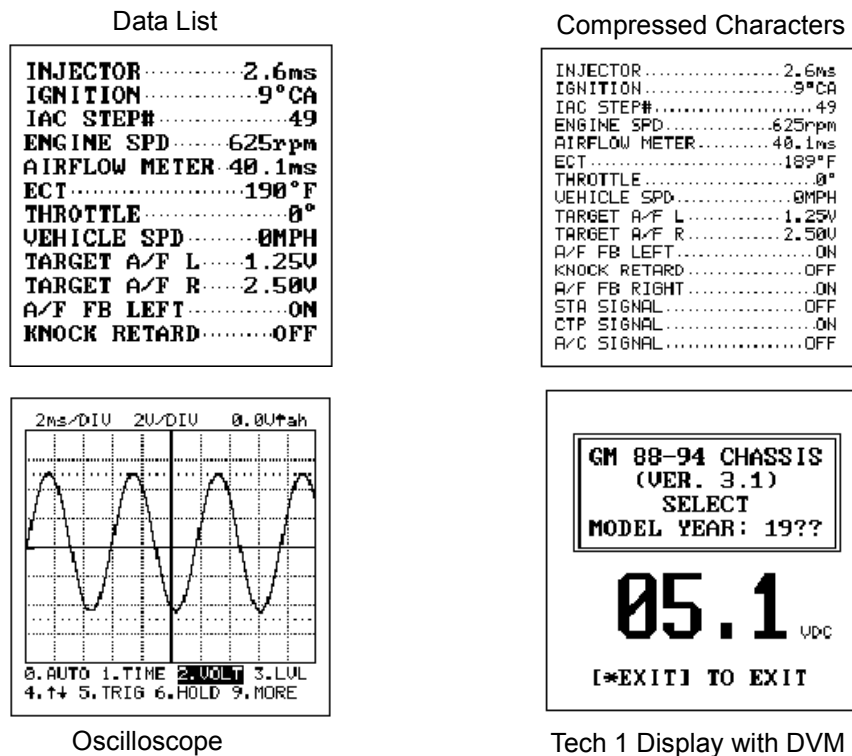 Data List
INJECTOR·············2.6ms
IGNITION·············9°CA
IAC STEP#···············49
ENGINE SPD······625rpm
AIRFLOW METER··40.1ms
ECT····················190°F
THROTTLE·················0°
VEHICLE SPD·········0MPH
TARGET A/F L·····1.25V
TARGET A/F R·····2.50V
A/F FB LEFT············ON
KNOCK RETARD·········OFF
Compressed Characters
INJECTOR..................2.6ms
IGNITION...................9°CA
IAC STEP#......................49
ENGINE SPD...............625rpm
AIRFLOW METER..........40.1ms
ECT..........................189°F
THROTTLE........................0°
VEHICLE SPD................0MPH
TARGET A/F L.............1.25V
TARGET A/F R.............2.50V
A/F FB LEFT...................ON
KNOCK RETARD...............OFF
A/F FB RIGHT..................ON
STA SIGNAL...................OFF
CTP SIGNAL....................ON
A/C SIGNAL...................OFF
2ms/DIV 2V/DIV 0.0V↑ah
0.AUTO 1.TIME 2.VOLT 3.LVL
4.↑↓ 5.TRIG 6.HOLD 9.MORE
Oscilloscope
GM 88-94 CHASSIS
(VER. 3.1)
SELECT
MODEL YEAR: 19??
05.1 VDC
[*EXIT] TO EXIT
Tech 1 Display with DVM